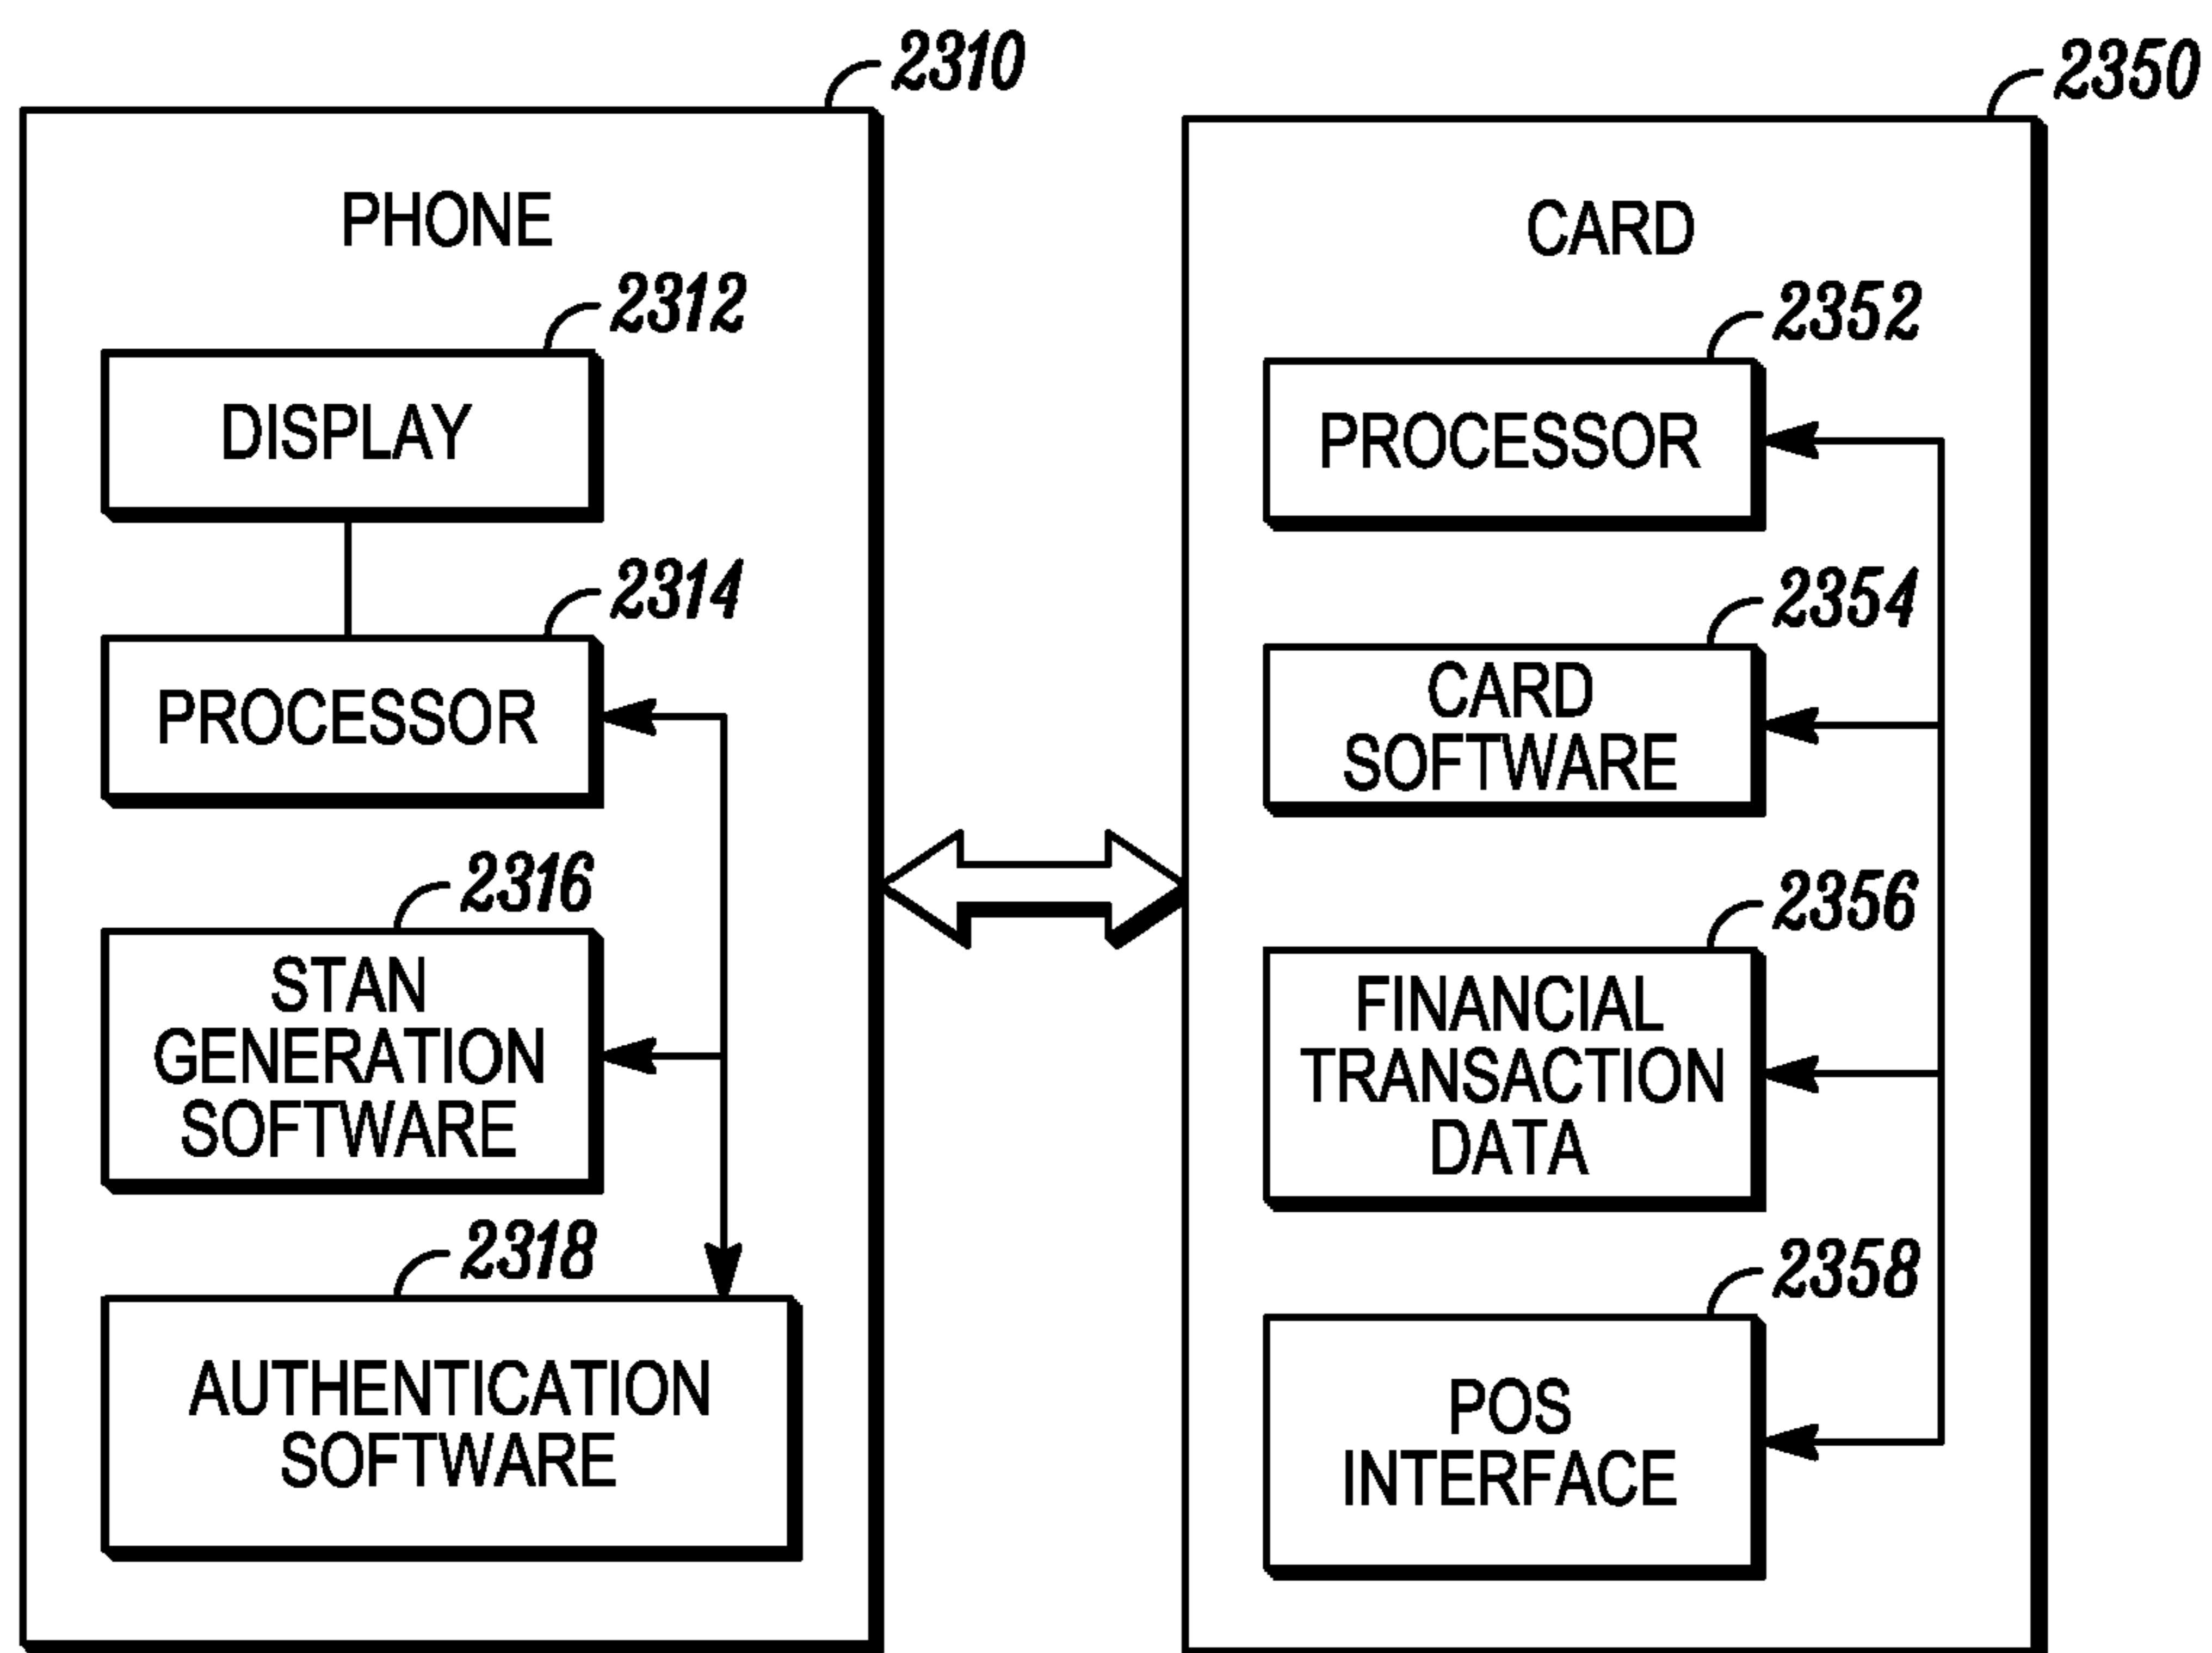 2310
PHONE
2312
DISPLAY
2314
PROCESSOR
2316
STAN
GENERATION
SOFTWARE
2318
AUTHENTICATION
SOFTWARE
2350
CARD
2352
PROCESSOR
2354
CARD
SOFTWARE
2356
FINANCIAL
TRANSACTION
DATA
2358
POS
INTERFACE